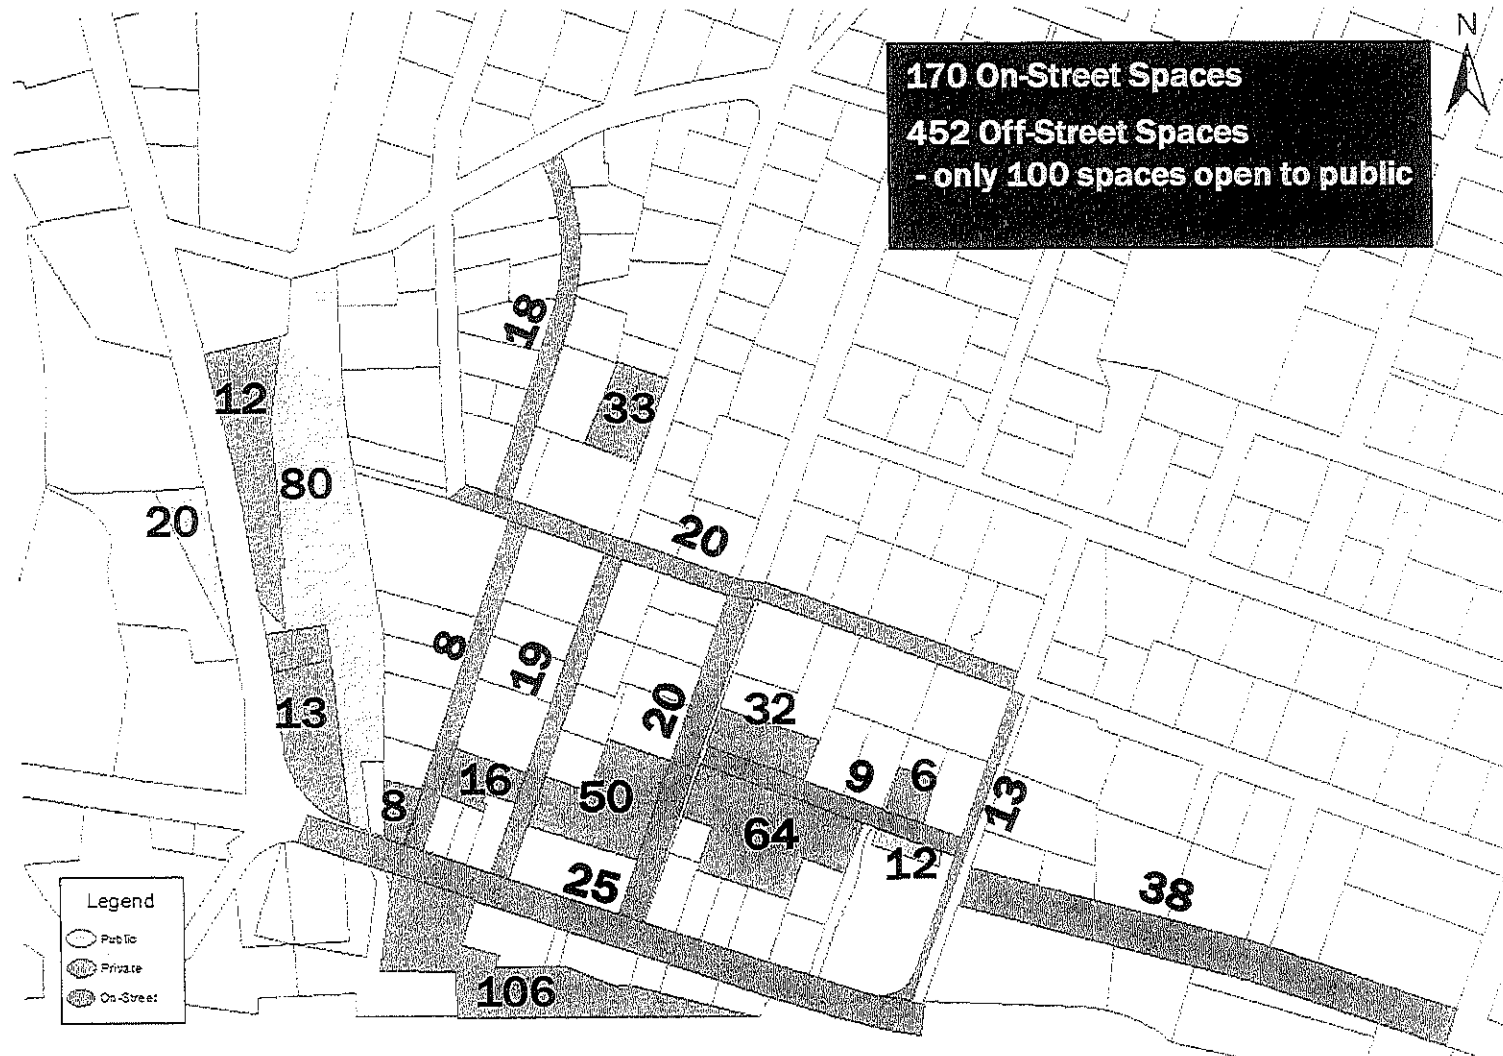 N
170 On-Street Spaces
452 Off-Street Spaces
- only 100 spaces open to public
18
12
33
80
20
20
8
19
20
32
13
16
50
9
6
13
8
64
12
25
38
106
Legend
Public
Private
On-Street